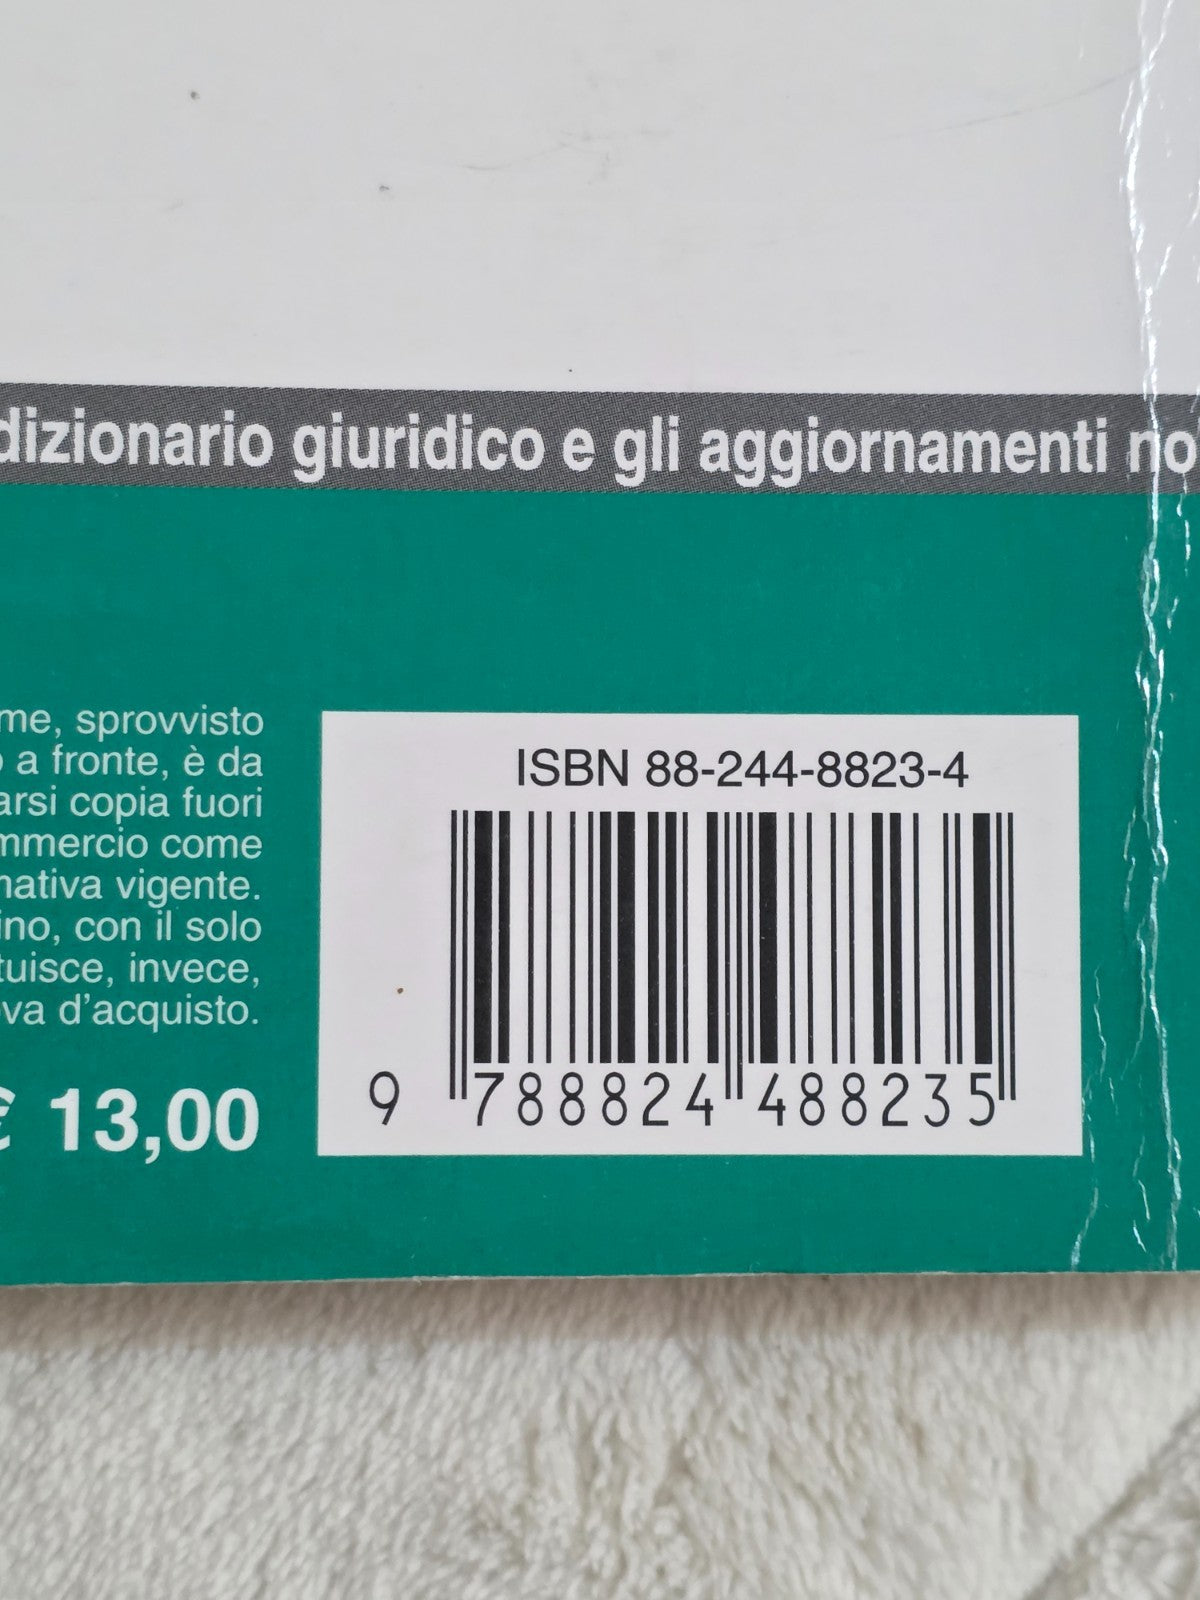 dizionario giuridico e gli aggiornamenti no
me, sprovvisto
a fronte, è da
arsi copia fuori
mmercio come
mativa vigente.
ino, con il solo
tuisce, invece,
ova d'acquisto.
€ 13,00
ISBN 88-244-8823-4
9 788824 488235